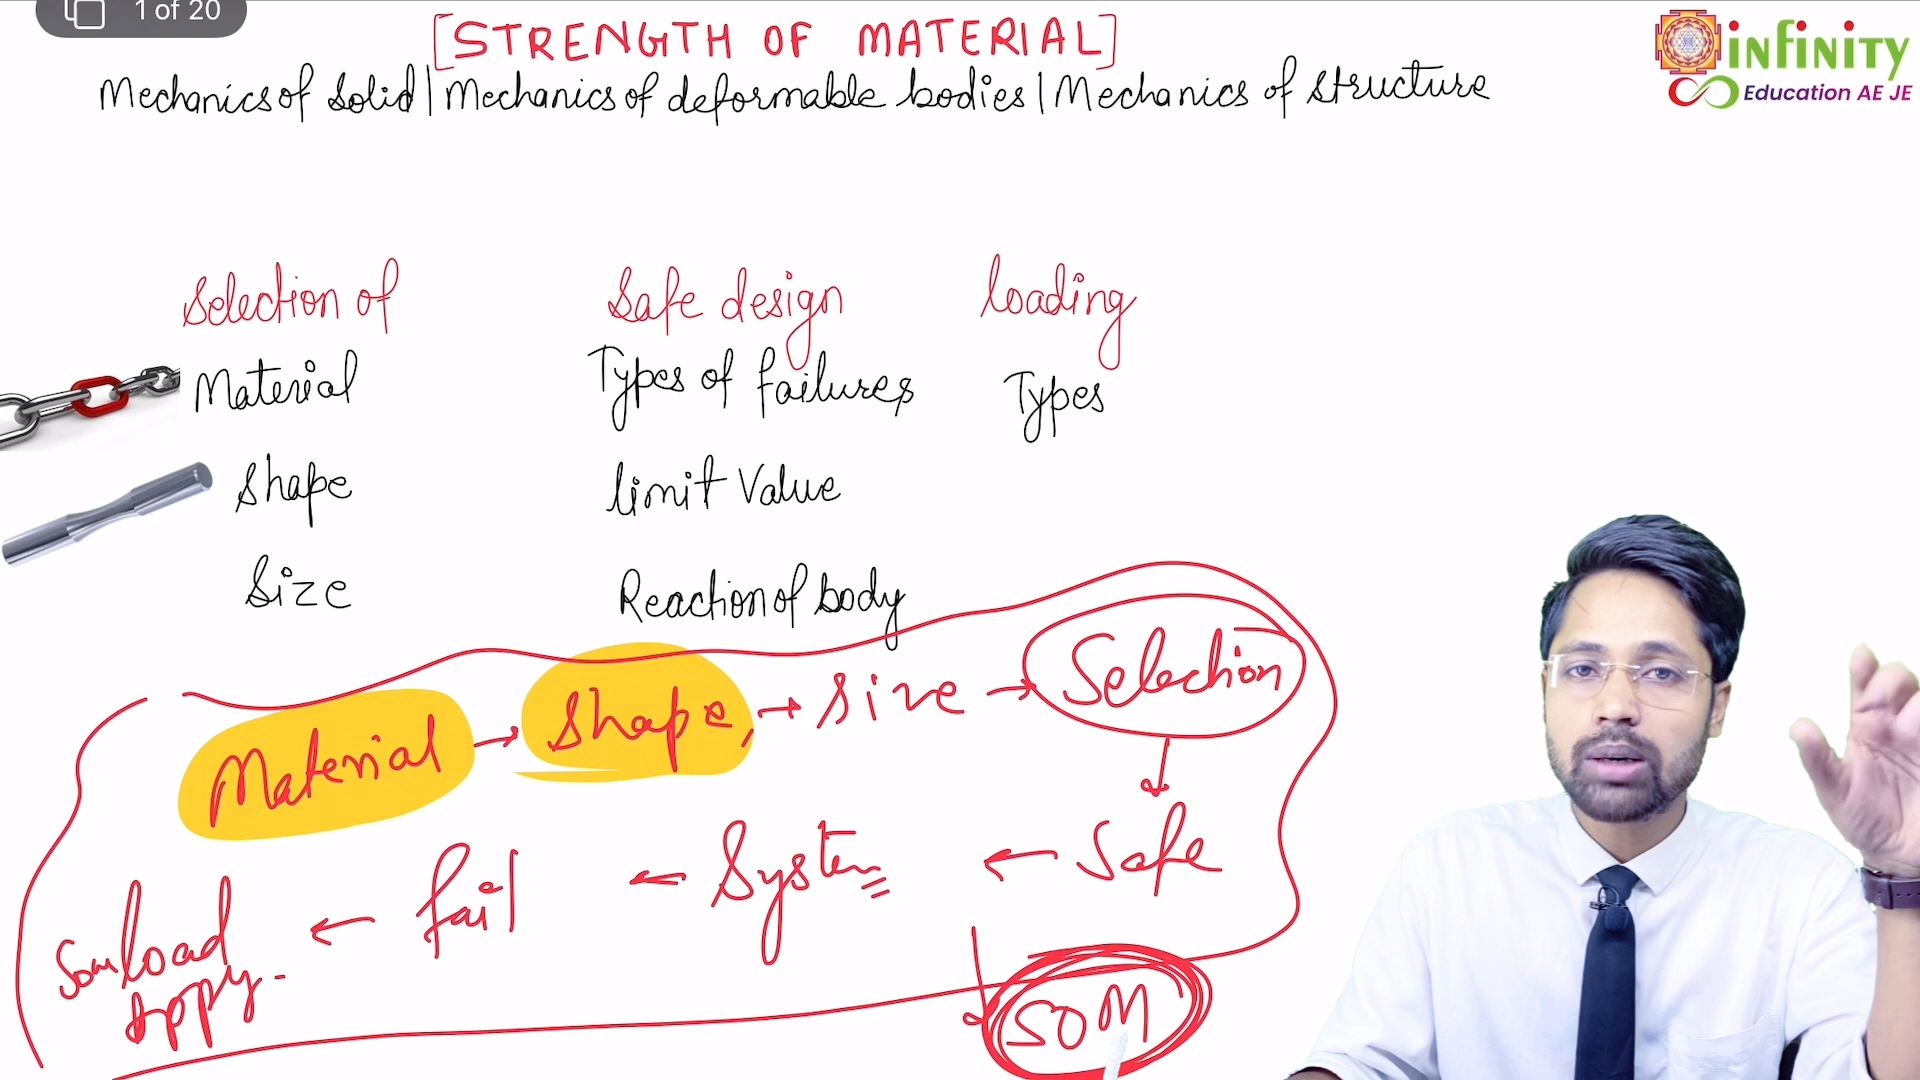 1 of 20
[STRENGTH OF MATERIAL]
infinity
Education AE JE
Mechanics of Solid | Mechanics of deformable bodies | Mechanics of structure
Selection of
Material
Shape
Size
Safe design
Types of failures
limit Value
Reaction of body
loading
Types
Material → Shape, → Size → Selection
↓
load apply. ← fail ← System ← Safe
↓
SOM